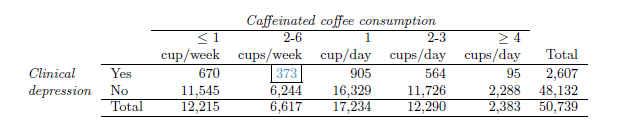 Caffeinated coffee consumption
≤ 1 2-6 1 2-3 ≥ 4
cup/week cups/week cup/day cups/day cups/day Total
Clinical Yes 670 373 905 564 95 2,607
depression No 11,545 6,244 16,329 11,726 2,288 48,132
Total 12,215 6,617 17,234 12,290 2,383 50,739